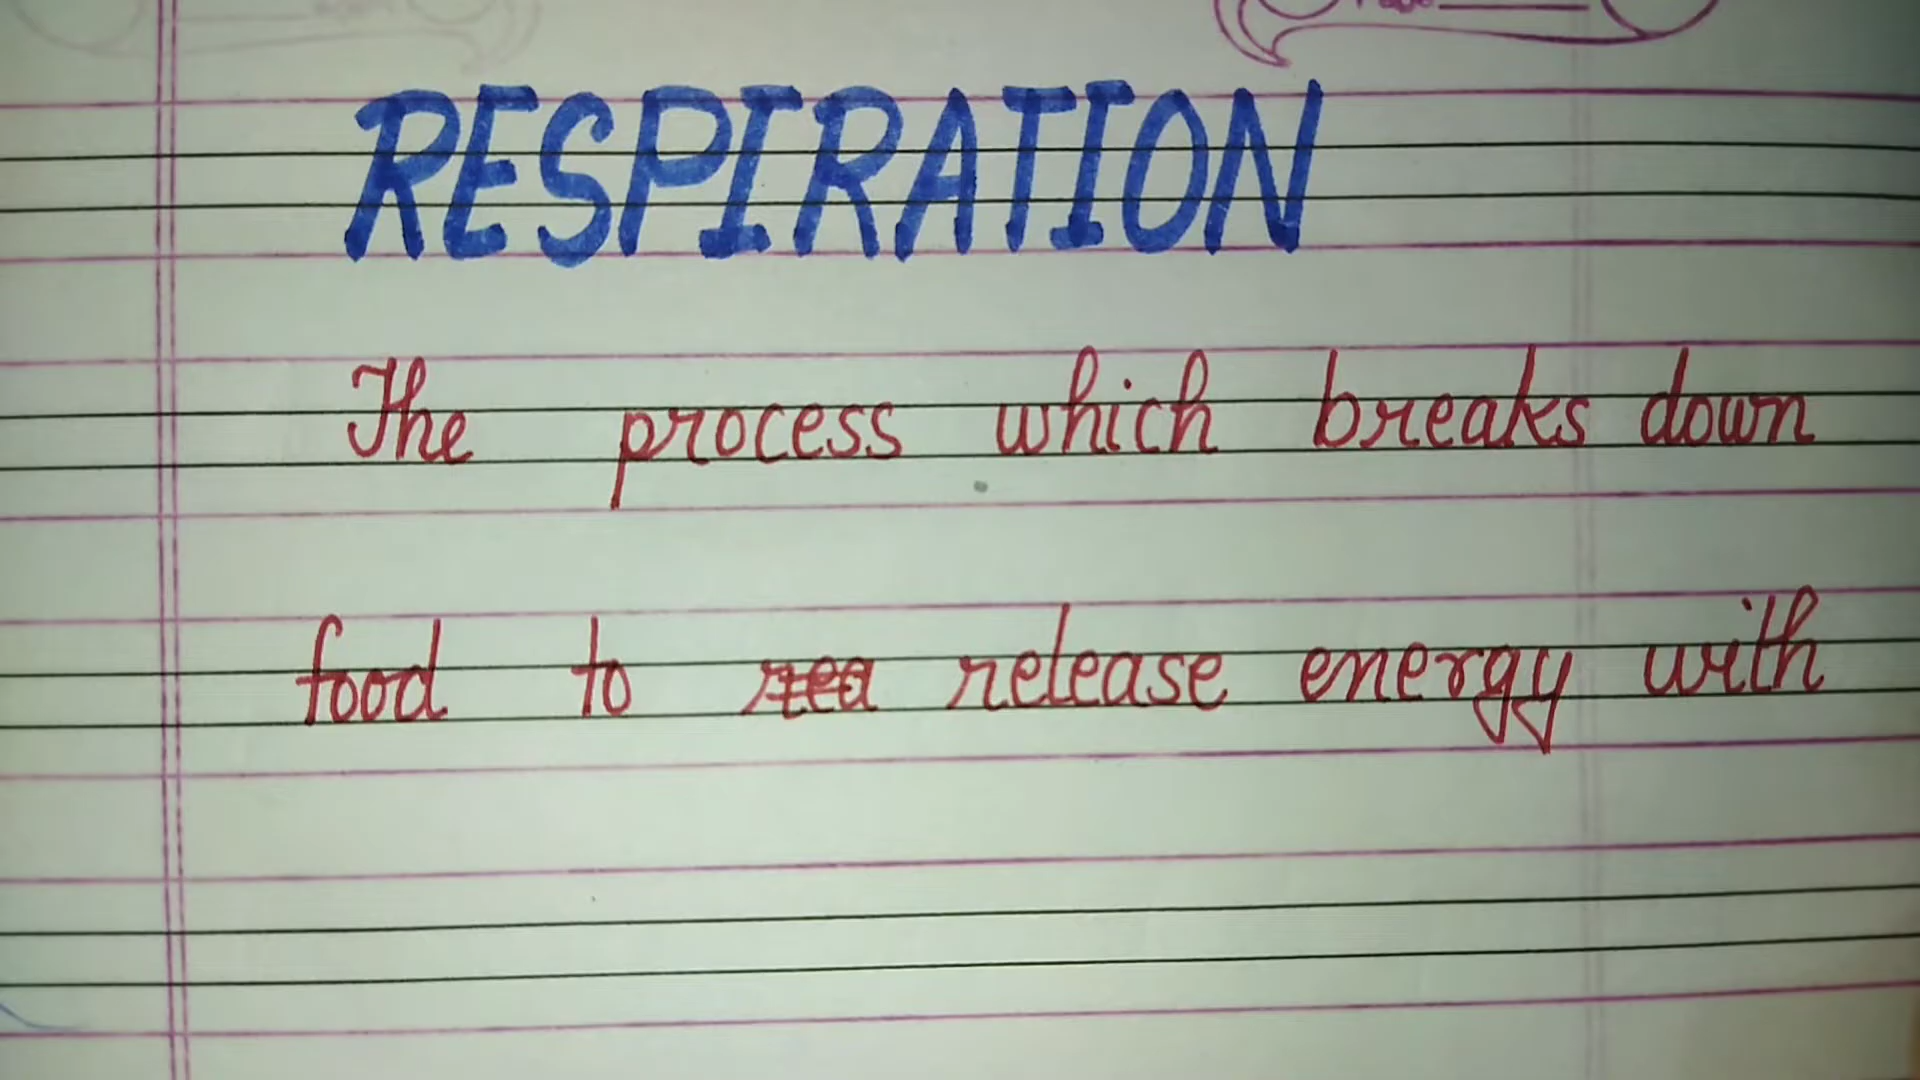 RESPIRATION
The process which breaks down
food to release energy with